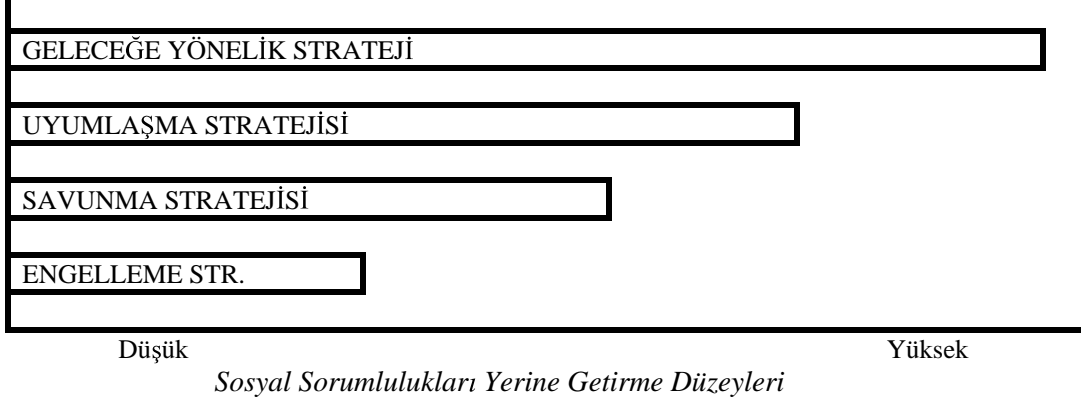 GELECEĞE YÖNELİK STRATEJİ
UYUMLAŞMA STRATEJİSİ
SAVUNMA STRATEJİSİ
ENGELLEME STR.
Düşük Yüksek
Sosyal Sorumlulukları Yerine Getirme Düzeyleri